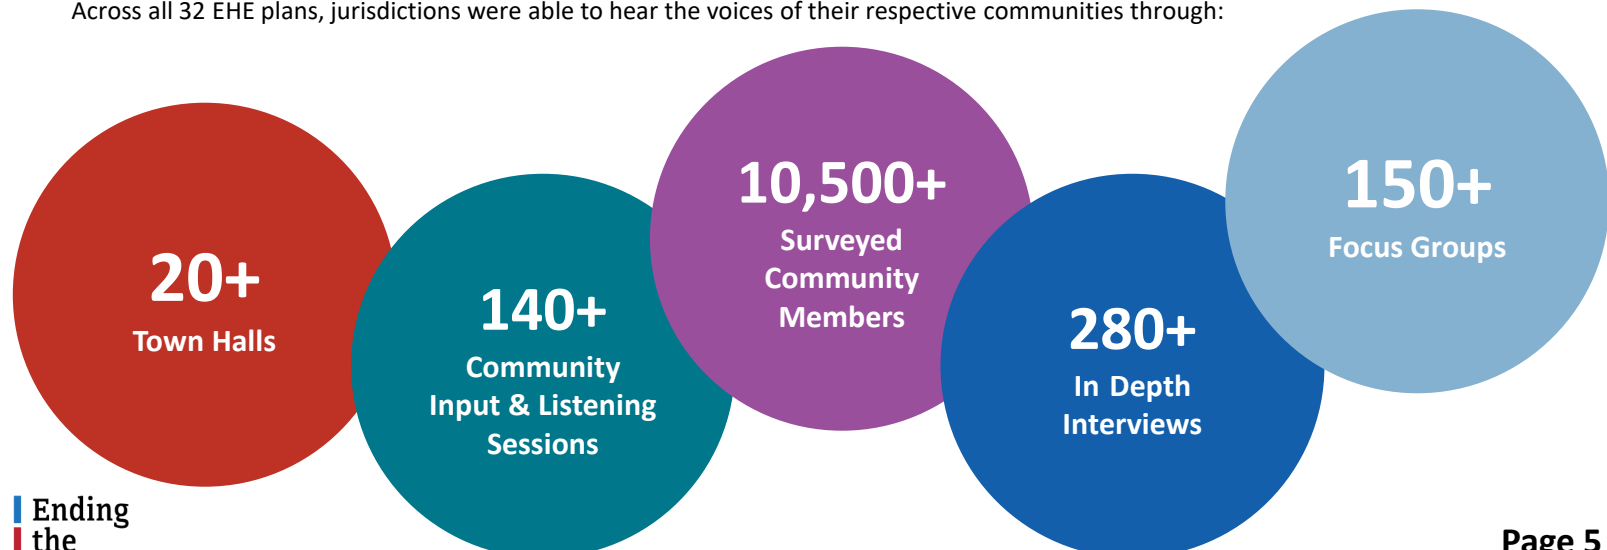 Across all 32 EHE plans, jurisdictions were able to hear the voices of their respective communities through:
20+
Town Halls
140+
Community
Input & Listening
Sessions
10,500+
Surveyed
Community
Members
280+
In Depth
Interviews
150+
Focus Groups
Ending
the
Page 5